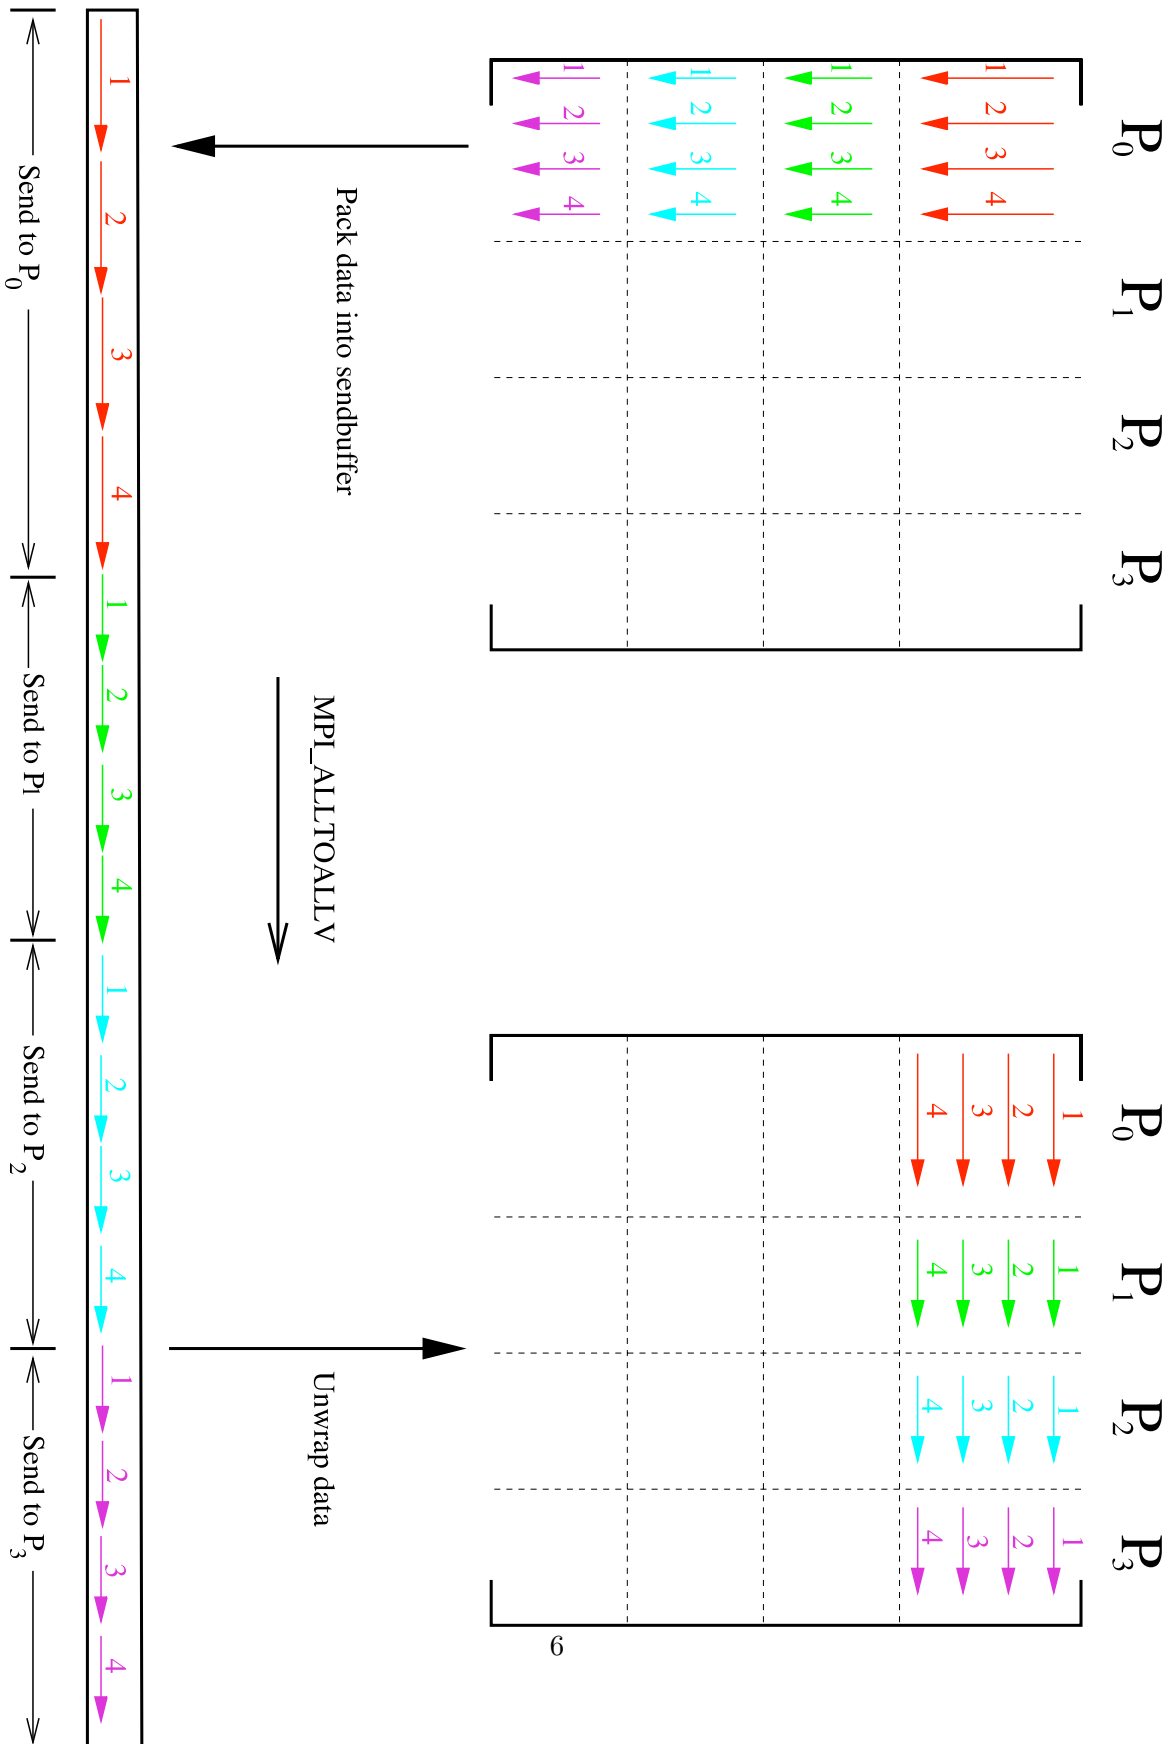 P0 P1 P2 P3
1 2 3 4
1 2 3 4
1 2 3 4
1 2 3 4
P0 P1 P2 P3
1 1 1 1
2 2 2 2
3 3 3 3
4 4 4 4
Pack data into sendbuffer
MPI_ALLTOALLV
Unwrap data
1 2 3 4 1 2 3 4 1 2 3 4 1 2 3 4
Send to P0
Send to P1
Send to P2
Send to P3
6